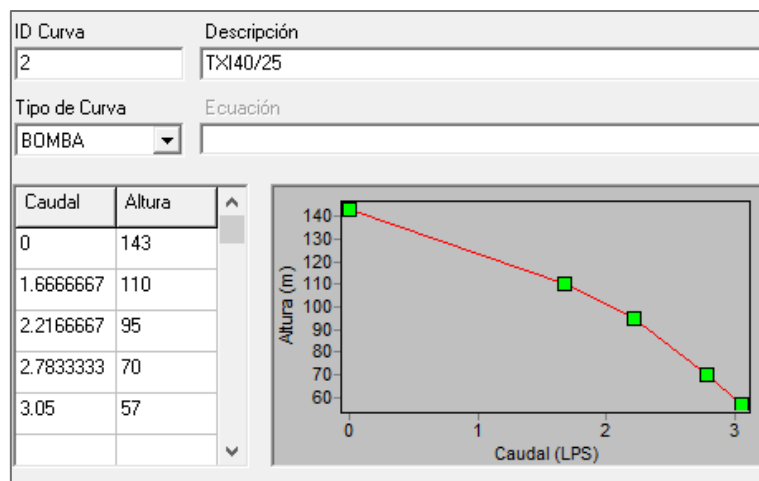 ID Curva Descripción
2 TXI40/25
Tipo de Curva Ecuación
BOMBA
Caudal Altura
0 143
1.6666667 110
2.2166667 95
2.7833333 70
3.05 57
Altura (m)
140
130
120
110
100
90
80
70
60
0 1 2 3
Caudal (LPS)